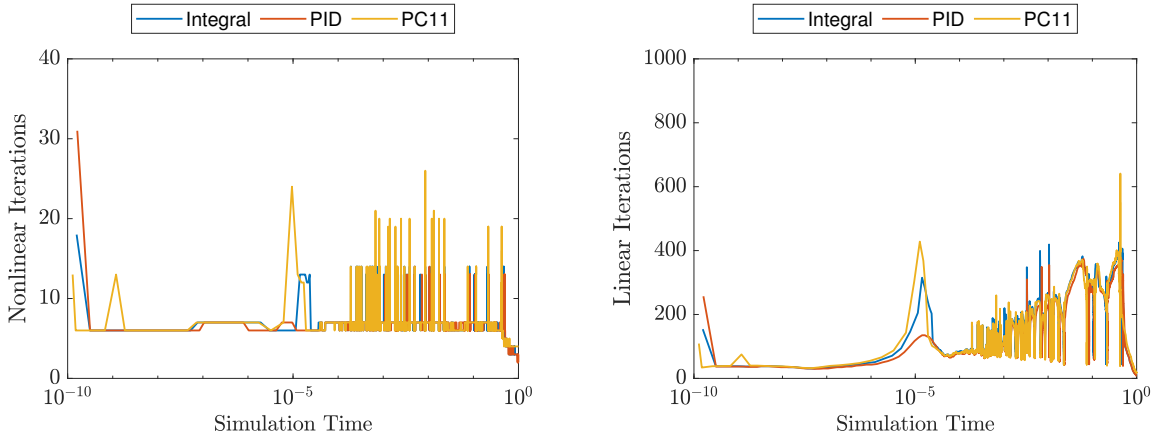 Integral PID PC11
40
30
20
10
0
Nonlinear Iterations
10^-10 10^-5 10^0
Simulation Time
Integral PID PC11
1000
800
600
400
200
0
Linear Iterations
10^-10 10^-5 10^0
Simulation Time